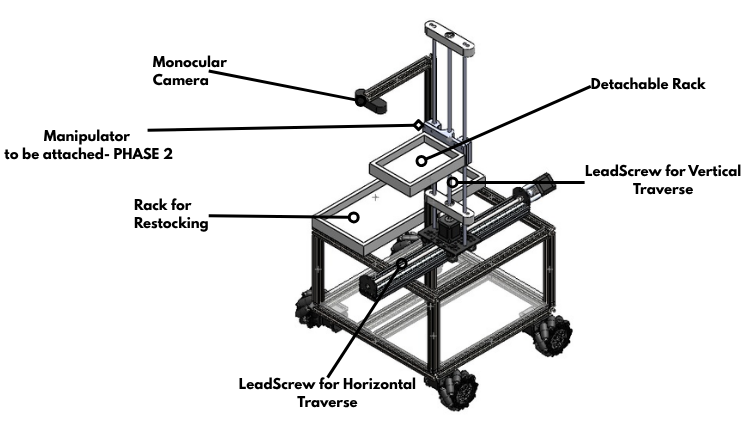 Monocular
Camera
Detachable Rack
Manipulator
to be attached- PHASE 2
LeadScrew for Vertical
Traverse
Rack for
Restocking
LeadScrew for Horizontal
Traverse